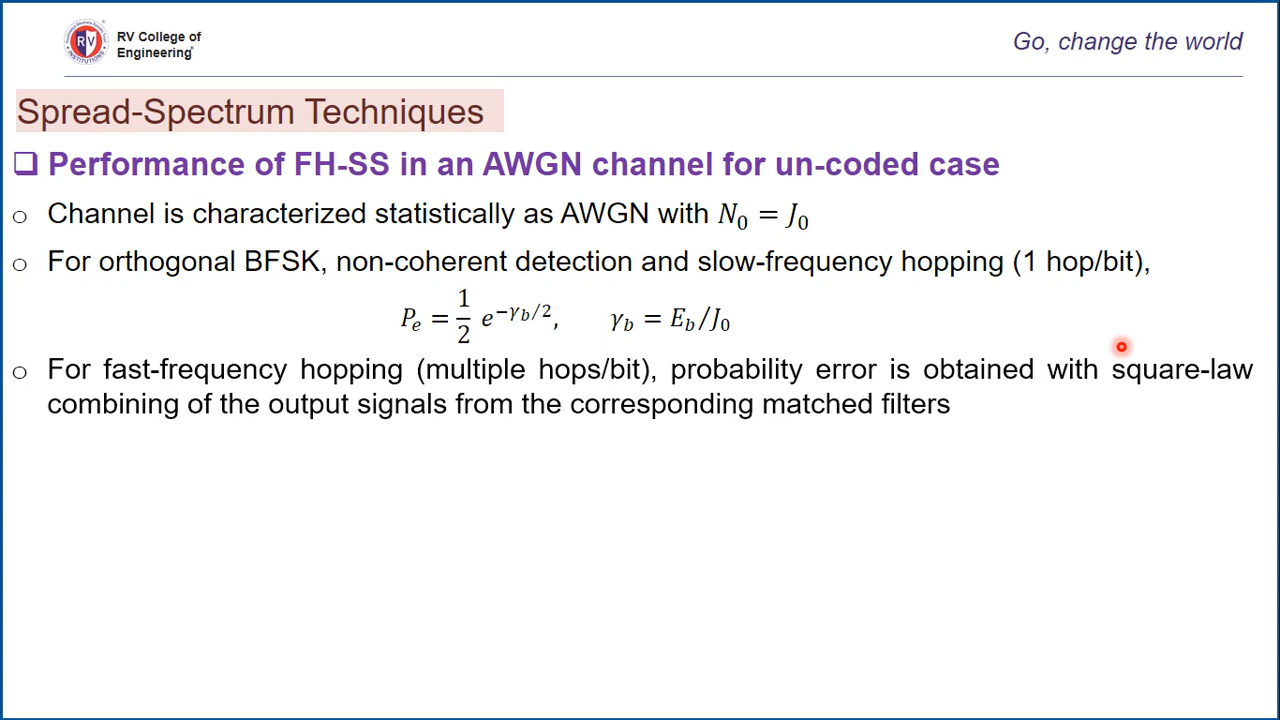 RV College of
Engineering
Go, change the world
Spread-Spectrum Techniques
❑ Performance of FH-SS in an AWGN channel for un-coded case
o Channel is characterized statistically as AWGN with N₀ = J₀
o For orthogonal BFSK, non-coherent detection and slow-frequency hopping (1 hop/bit),
Pₑ = 1/2 e^(−γ_b/2), γ_b = E_b/J₀
o For fast-frequency hopping (multiple hops/bit), probability error is obtained with square-law
combining of the output signals from the corresponding matched filters